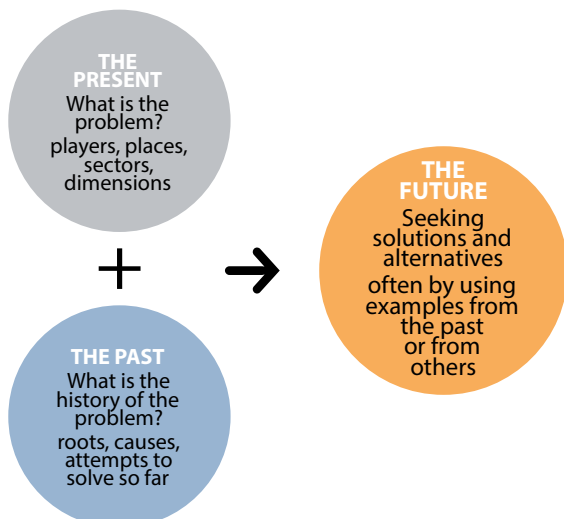 THE
PRESENT
What is the
problem?
players, places,
sectors,
dimensions
+
THE PAST
What is the
history of the
problem?
roots, causes,
attempts to
solve so far
THE
FUTURE
Seeking
solutions and
alternatives
often by using
examples from
the past
or from
others